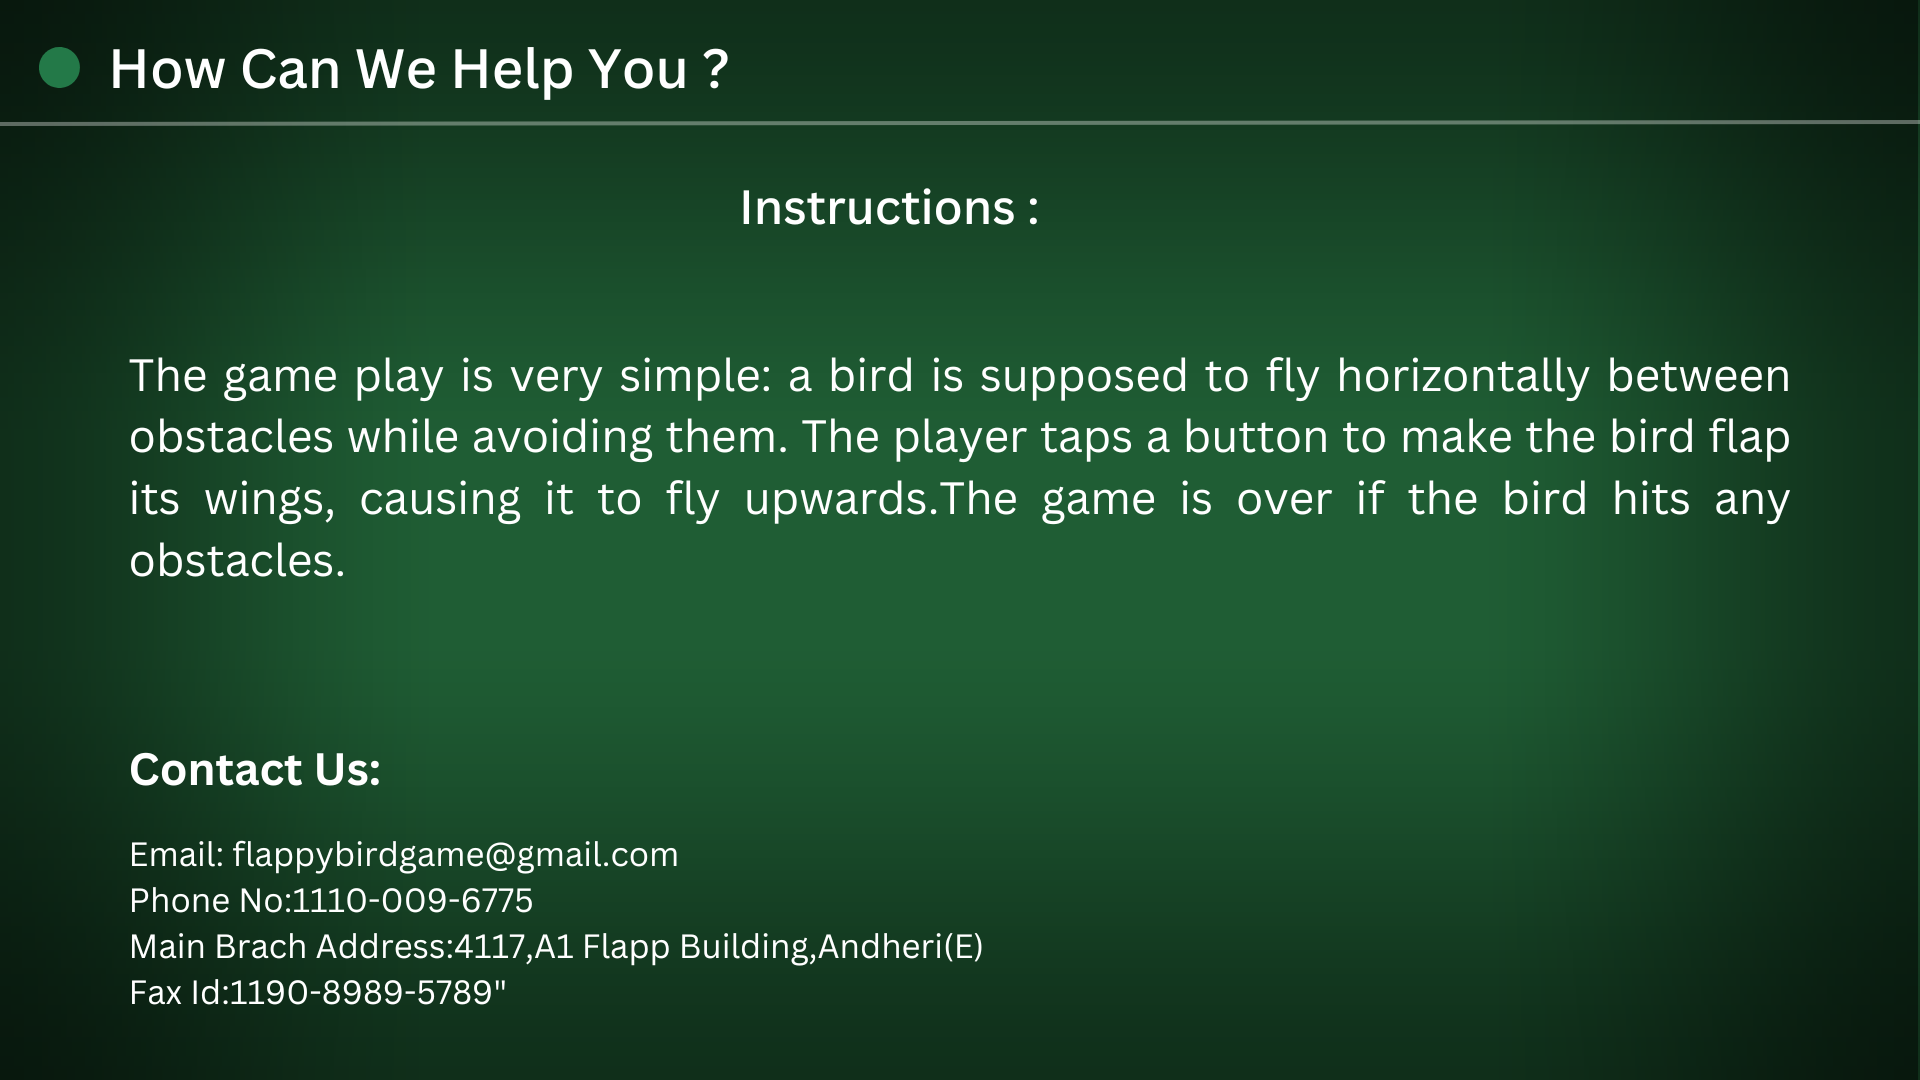 How Can We Help You ?
Instructions :
The game play is very simple: a bird is supposed to fly horizontally between
obstacles while avoiding them. The player taps a button to make the bird flap
its wings, causing it to fly upwards.The game is over if the bird hits any
obstacles.
Contact Us:
Email: flappybirdgame@gmail.com
Phone No:1110-009-6775
Main Brach Address:4117,A1 Flapp Building,Andheri(E)
Fax Id:1190-8989-5789"